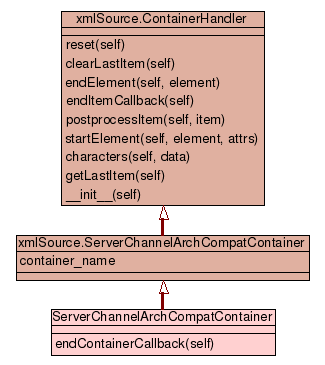 xmlSource.ContainerHandler
reset(self)
clearLastItem(self)
endElement(self, element)
endItemCallback(self)
postprocessItem(self, item)
startElement(self, element, attrs)
characters(self, data)
getLastItem(self)
__init__(self)
xmlSource.ServerChannelArchCompatContainer
container_name
ServerChannelArchCompatContainer
endContainerCallback(self)